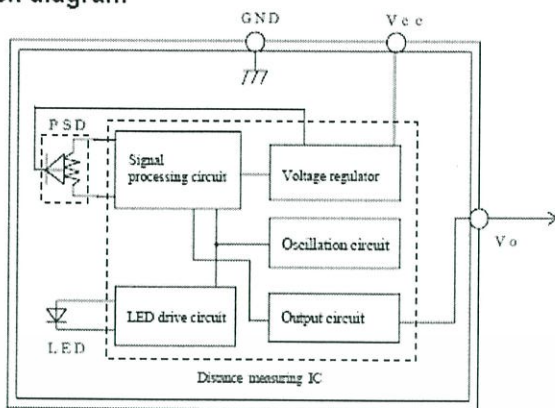 diagram
GND
Vcc
PSD
Signal
processing circuit
Voltage regulator
Oscillation circuit
Vo
LED drive circuit
Output circuit
LED
Distance measuring IC